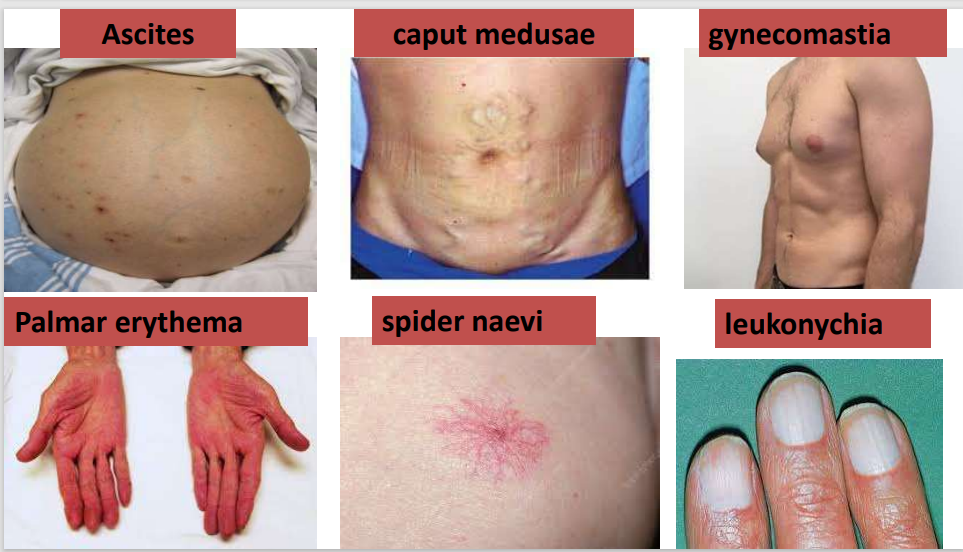 Ascites
caput medusae
gynecomastia
Palmar erythema
spider naevi
leukonychia